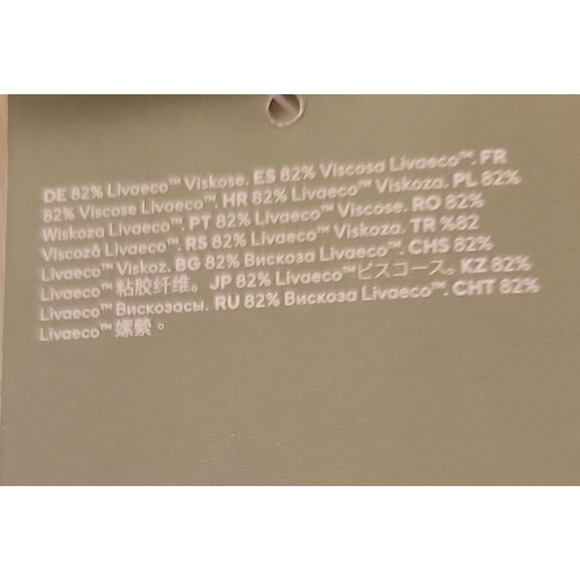 DE 82% Livaeco™ Viskose. ES 82% Viscosa Livaeco™. FR
82% Viscose Livaeco™. HR 82% Livaeco™ Viskoza. PL 82%
Wiskoza Livaeco™. PT 82% Livaeco™ Viscose. RO 82%
Viscoză Livaeco™. RS 82% Livaeco™ Viskoza. TR %82
Livaeco™ Viskoz. BG 82% Вискоза Livaeco™. CHS 82%
Livaeco™ 粘胶纤维。 JP 82% Livaeco™ビスコース。KZ 82%
Livaeco™ Вискозасы. RU 82% Вискоза Livaeco™. CHT 82%
Livaeco™ 嫘縈。